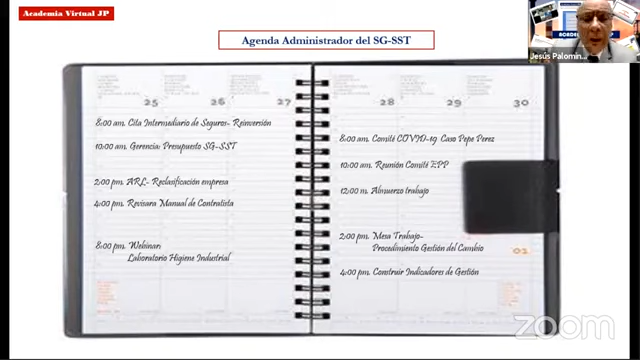 Academia Virtual JP
Agenda Administrador del SG-SST
Jesús Palomin...
25 26 27
8:00 am. Cita Intermediario de Seguros- Reinversión
10:00 am. Gerencia: Presupuesto SG-SST
2:00 pm. ARL- Reclasificación empresa
4:00 pm. Revisara Manual de Contratista
8:00 pm. Webinar:
Laboratorio Higiene Industrial
28 29 30
8:00 am. Comité COVID-19 Caso Pepe Perez
10:00 am. Reunión Comité EPP
12:00 m. Almuerzo trabajo
2:00 pm. Mesa Trabajo-
Procedimiento Gestión del Cambio
01
4:00 pm. Construir Indicadores de Gestión
zoom